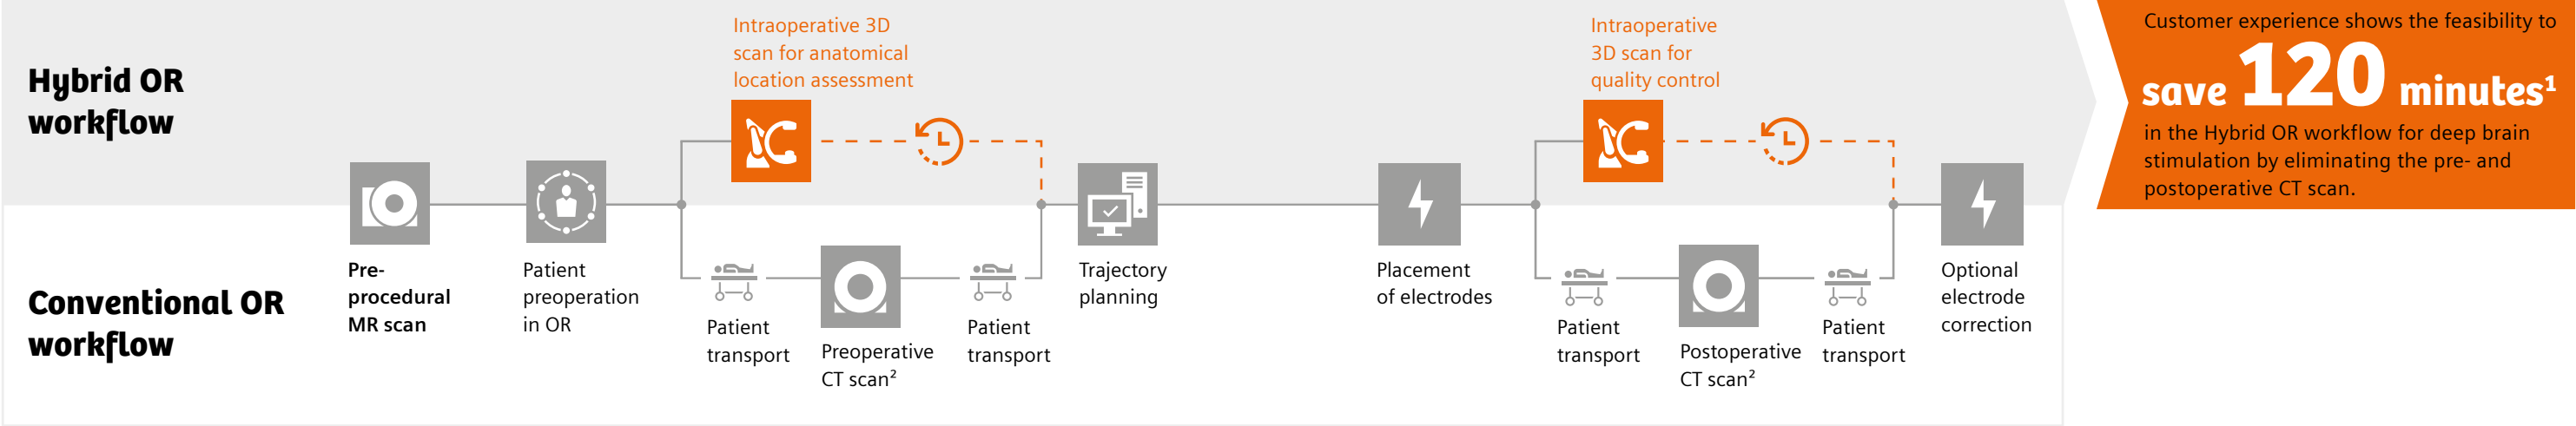 Hybrid OR
workflow
Intraoperative 3D
scan for anatomical
location assessment
Intraoperative
3D scan for
quality control
Customer experience shows the feasibility to
save 120 minutes¹
in the Hybrid OR workflow for deep brain
stimulation by eliminating the pre- and
postoperative CT scan.
Conventional OR
workflow
Pre-
procedural
MR scan
Patient
preoperation
in OR
Patient
transport
Preoperative
CT scan²
Patient
transport
Trajectory
planning
Placement
of electrodes
Patient
transport
Postoperative
CT scan²
Patient
transport
Optional
electrode
correction